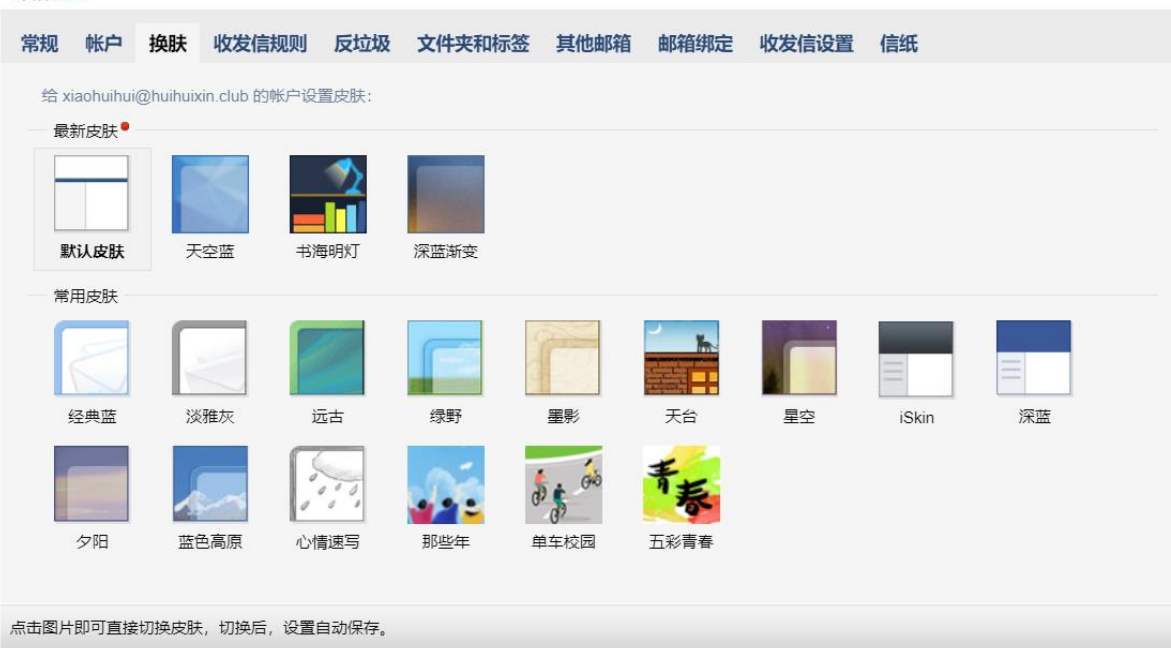 常规 帐户 换肤 收发信规则 反垃圾 文件夹和标签 其他邮箱 邮箱绑定 收发信设置 信纸
给 xiaohuihui@huihuixin.club 的帐户设置皮肤:
最新皮肤
默认皮肤 天空蓝 书海明灯 深蓝渐变
常用皮肤
经典蓝 淡雅灰 远古 绿野 墨影 天台 星空 iSkin 深蓝
青春
夕阳 蓝色高原 心情速写 那些年 单车校园 五彩青春
点击图片即可直接切换皮肤，切换后，设置自动保存。